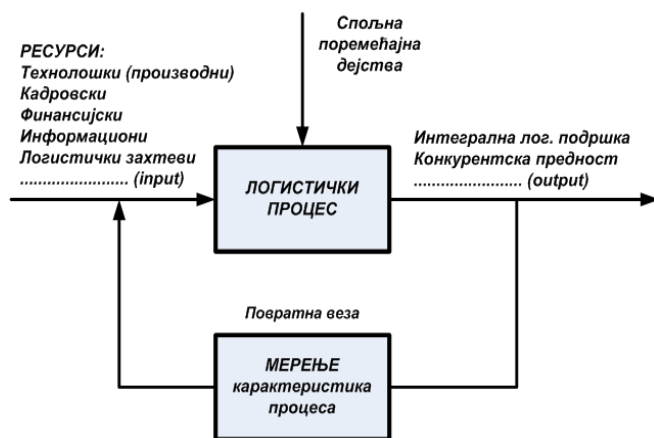 Спољна
поремећајна
дејства
РЕСУРСИ:
Технолошки (производни)
Кадровски
Финансијски
Информациони
Логистички захтеви
........................ (input)
ЛОГИСТИЧКИ
ПРОЦЕС
Интегрална лог. подршка
Конкурентска предност
........................ (output)
Повратна веза
МЕРЕЊЕ
карактеристика
процеса